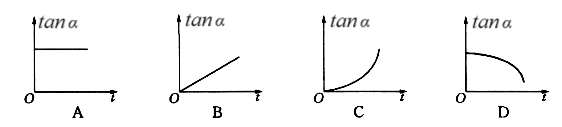 tanα tanα tanα tanα
O t O t O t O t
A B C D